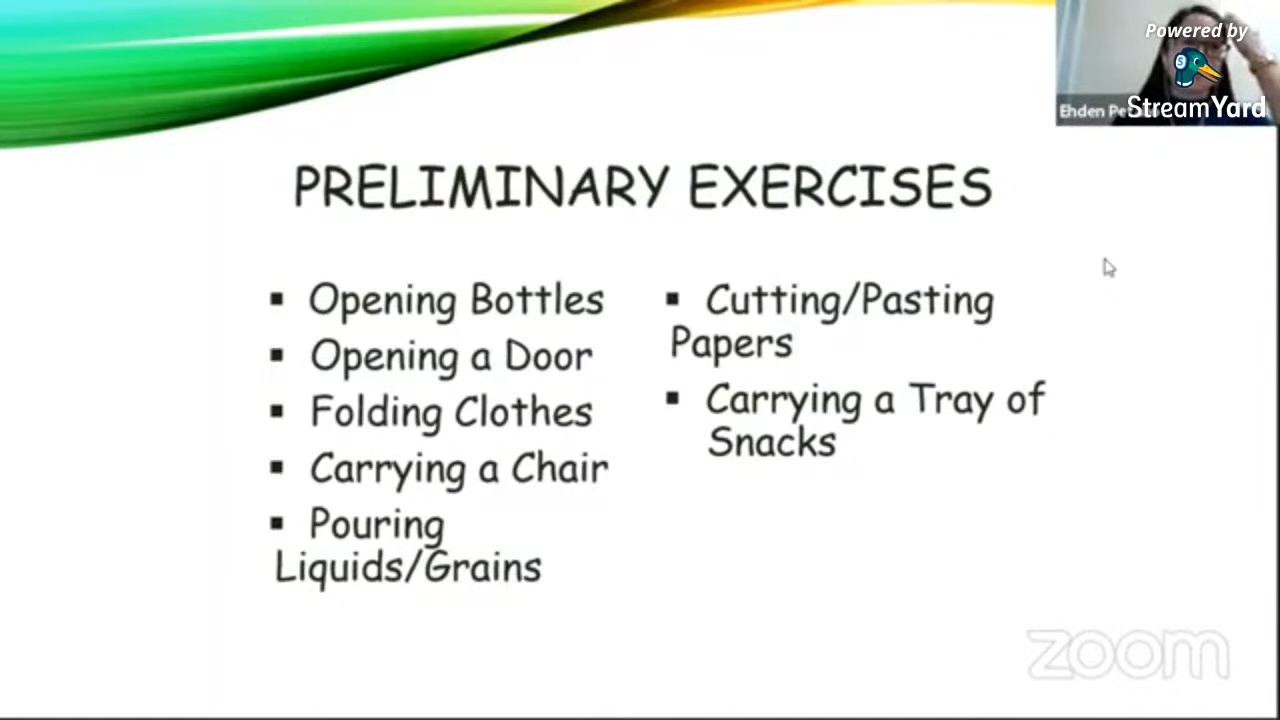 Powered by
StreamYard
Ehden
PRELIMINARY EXERCISES
▪ Opening Bottles
▪ Opening a Door
▪ Folding Clothes
▪ Carrying a Chair
▪ Pouring
Liquids/Grains
▪ Cutting/Pasting
Papers
▪ Carrying a Tray of
Snacks
zoom